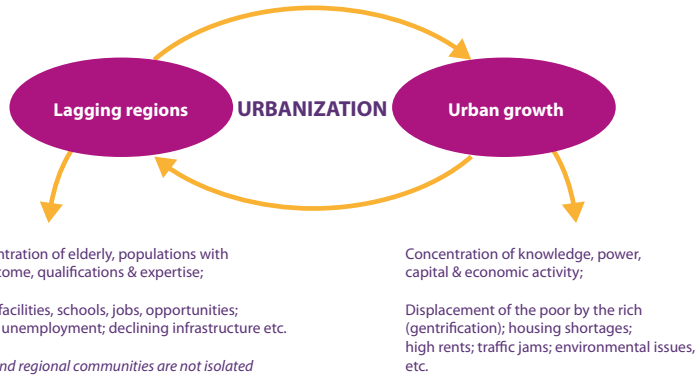 Lagging regions
URBANIZATION
Urban growth
ntration of elderly, populations with
ome, qualifications & expertise;
facilities, schools, jobs, opportunities;
unemployment; declining infrastructure etc.
nd regional communities are not isolated
Concentration of knowledge, power,
capital & economic activity;
Displacement of the poor by the rich
(gentrification); housing shortages;
high rents; traffic jams; environmental issues,
etc.